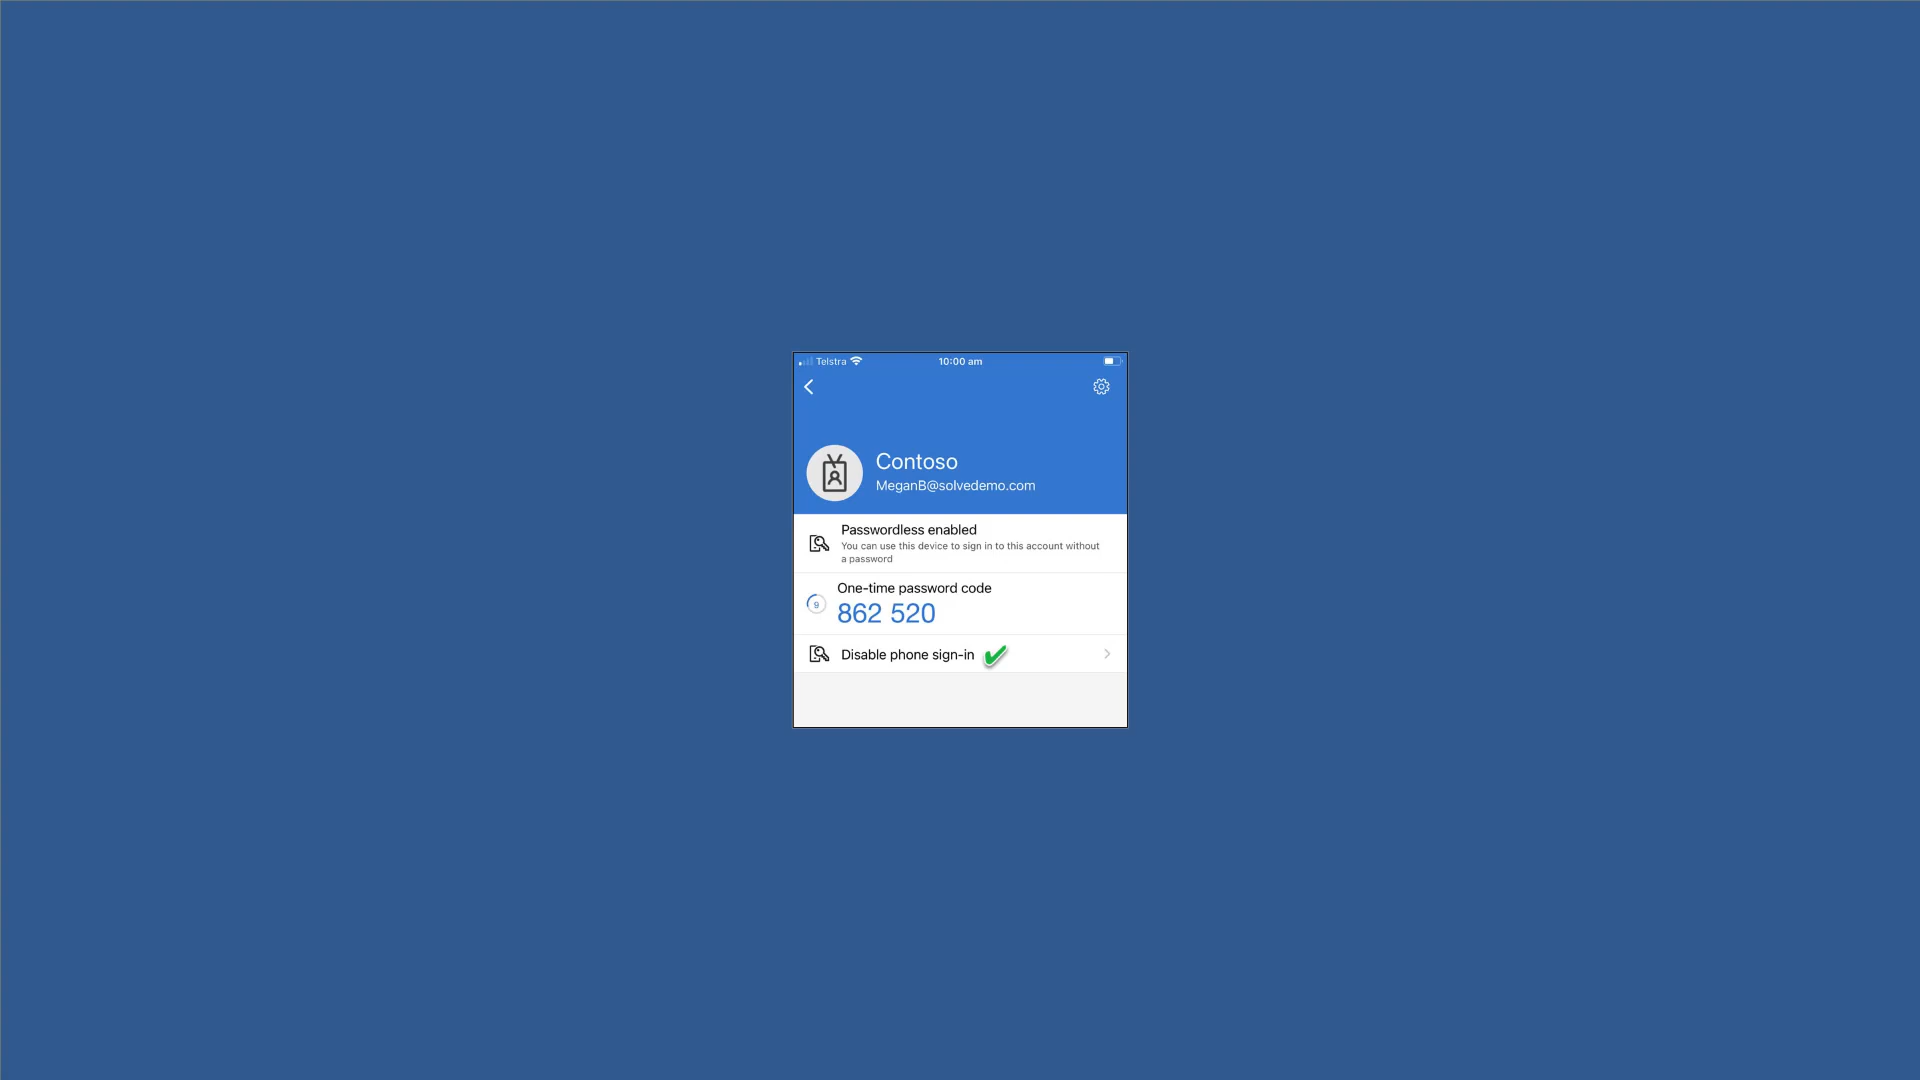 Telstra 10:00 am
Contoso
MeganB@solvedemo.com
Passwordless enabled
You can use this device to sign in to this account without
a password
One-time password code
9
862 520
Disable phone sign-in